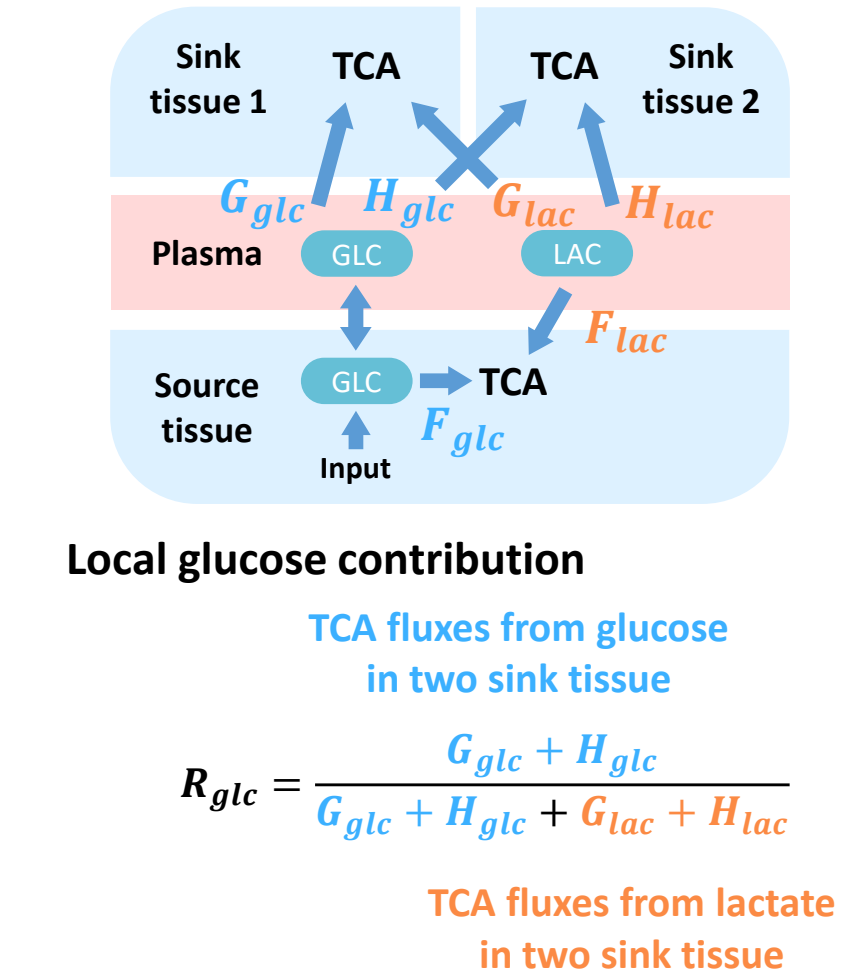 Sink tissue 1
TCA
TCA
Sink tissue 2
G_glc
H_glc
G_lac
H_lac
Plasma
GLC
LAC
F_lac
Source tissue
GLC
TCA
F_glc
Input
Local glucose contribution
TCA fluxes from glucose
in two sink tissue
R_glc = (G_glc + H_glc) / (G_glc + H_glc + G_lac + H_lac)
TCA fluxes from lactate
in two sink tissue